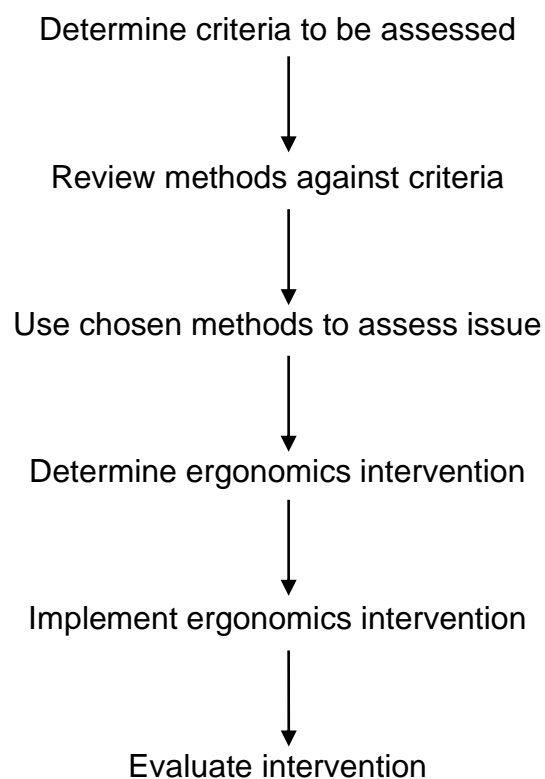 Determine criteria to be assessed
Review methods against criteria
Use chosen methods to assess issue
Determine ergonomics intervention
Implement ergonomics intervention
Evaluate intervention